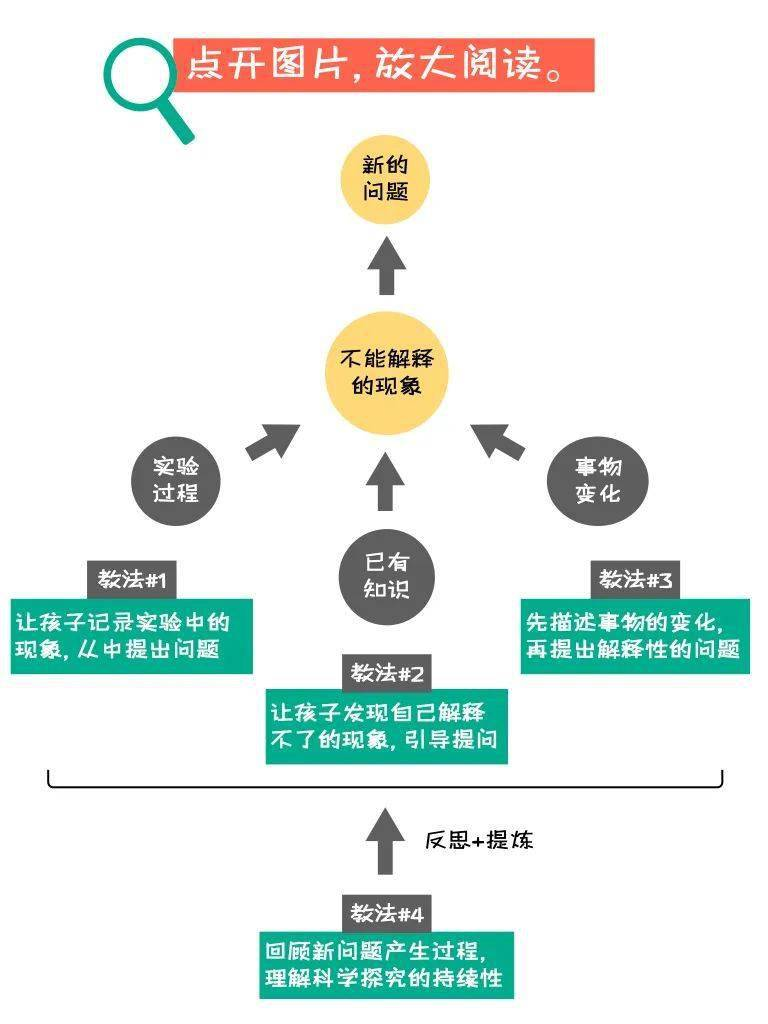 点开图片，放大阅读。
新的
问题
不能解释
的现象
实验
过程
事物
变化
已有
知识
教法#1
让孩子记录实验中的
现象，从中提出问题
教法#3
先描述事物的变化，
再提出解释性的问题
教法#2
让孩子发现自己解释
不了的现象，引导提问
反思+提炼
教法#4
回顾新问题产生过程，
理解科学探究的持续性